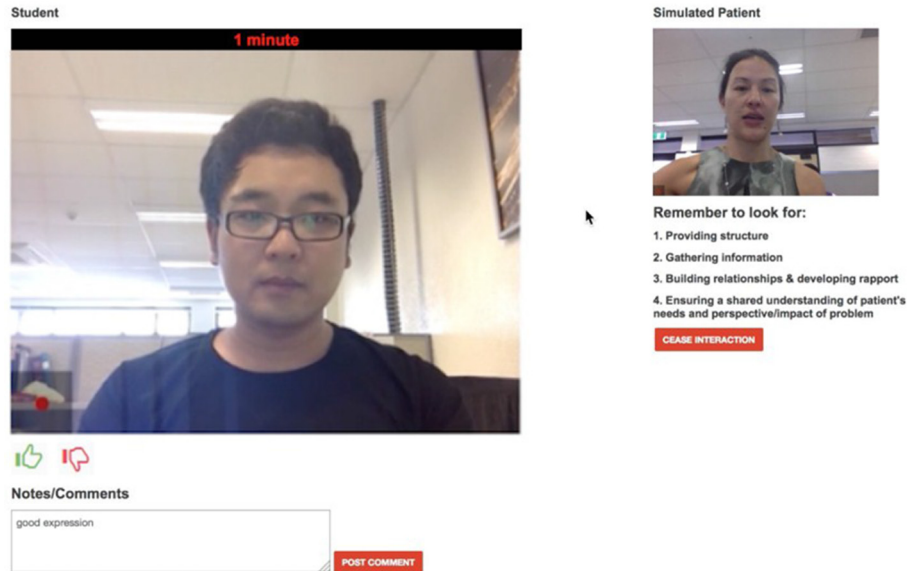 Student
1 minute
Notes/Comments
good expression
POST COMMENT
Simulated Patient
Remember to look for:
1. Providing structure
2. Gathering information
3. Building relationships & developing rapport
4. Ensuring a shared understanding of patient's
needs and perspective/impact of problem
CEASE INTERACTION